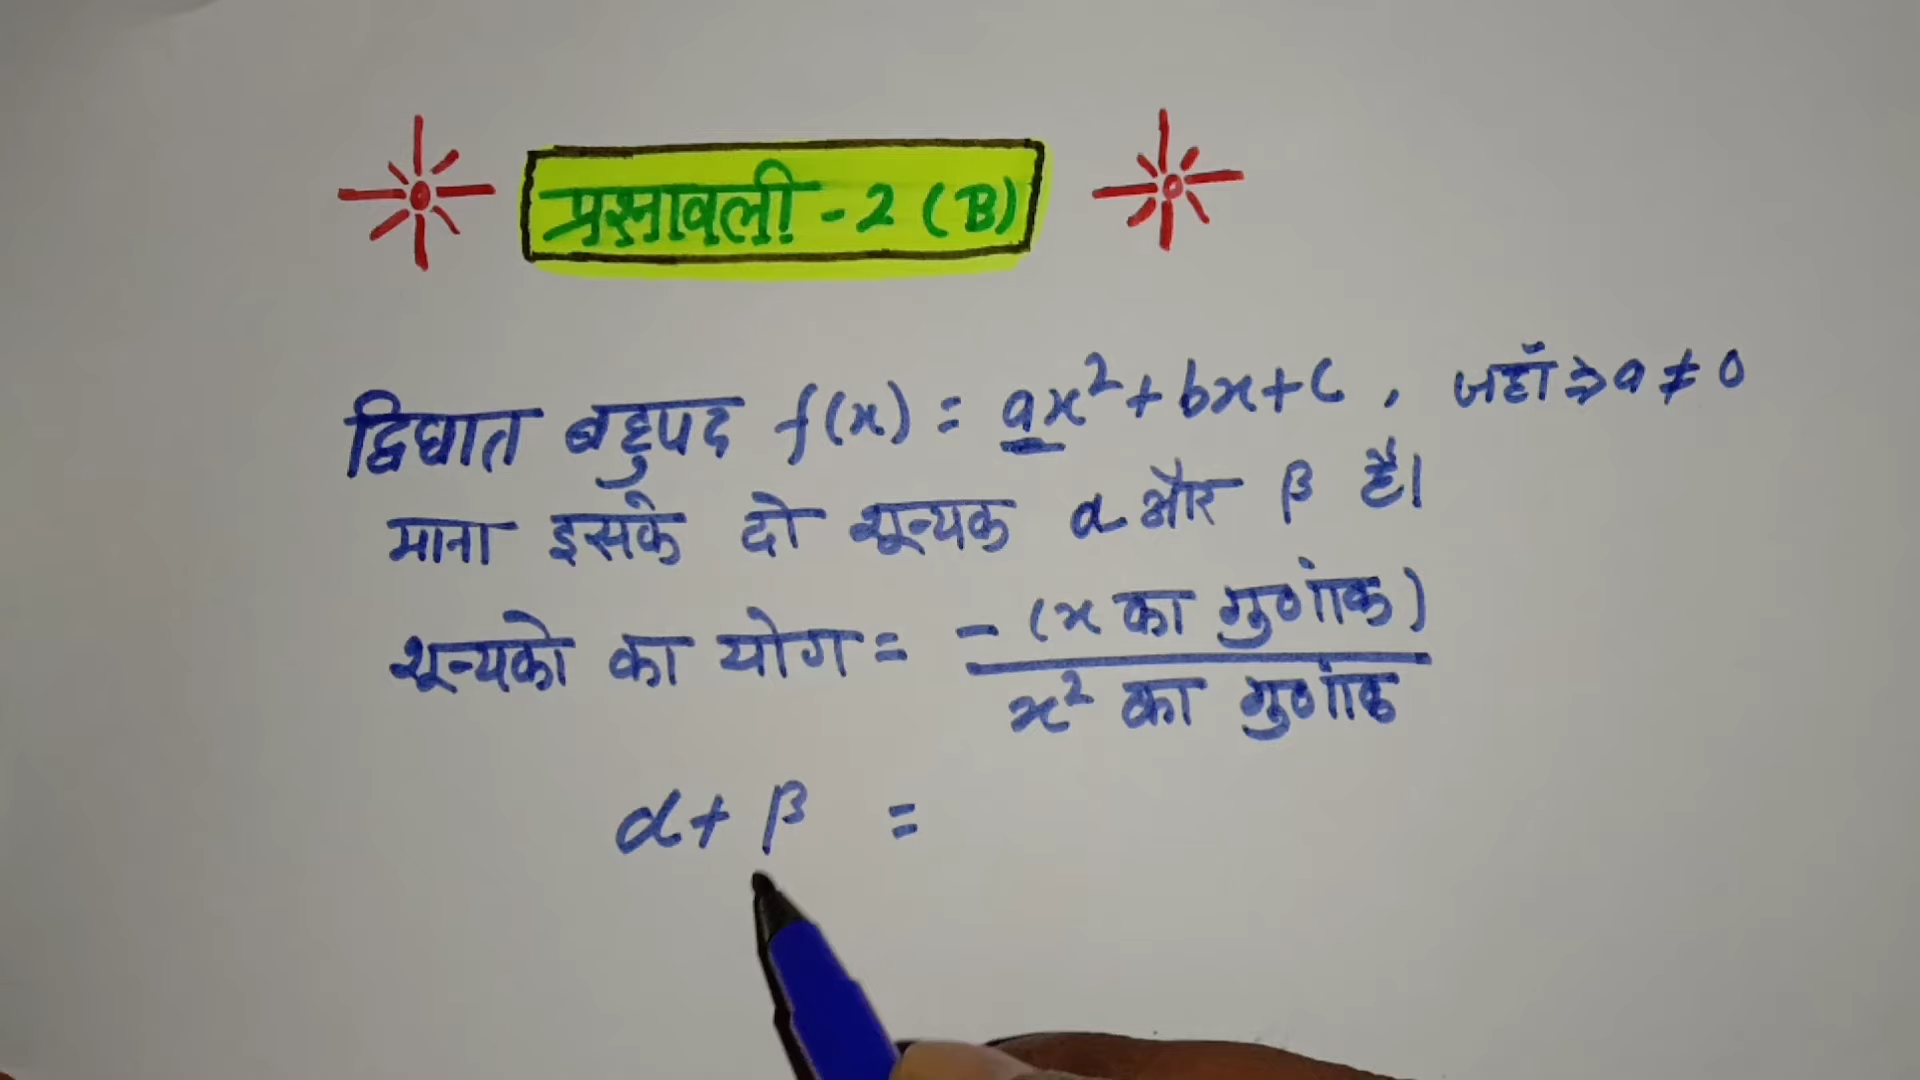 प्रश्नावली - 2 (B)
द्विघात बहुपद f(x) = ax² + bx + c , जहाँ ⇒ a ≠ 0
माना इसके दो शून्यक α और β है।
शून्यको का योग = -(x का गुणांक) / x² का गुणांक
α + β =